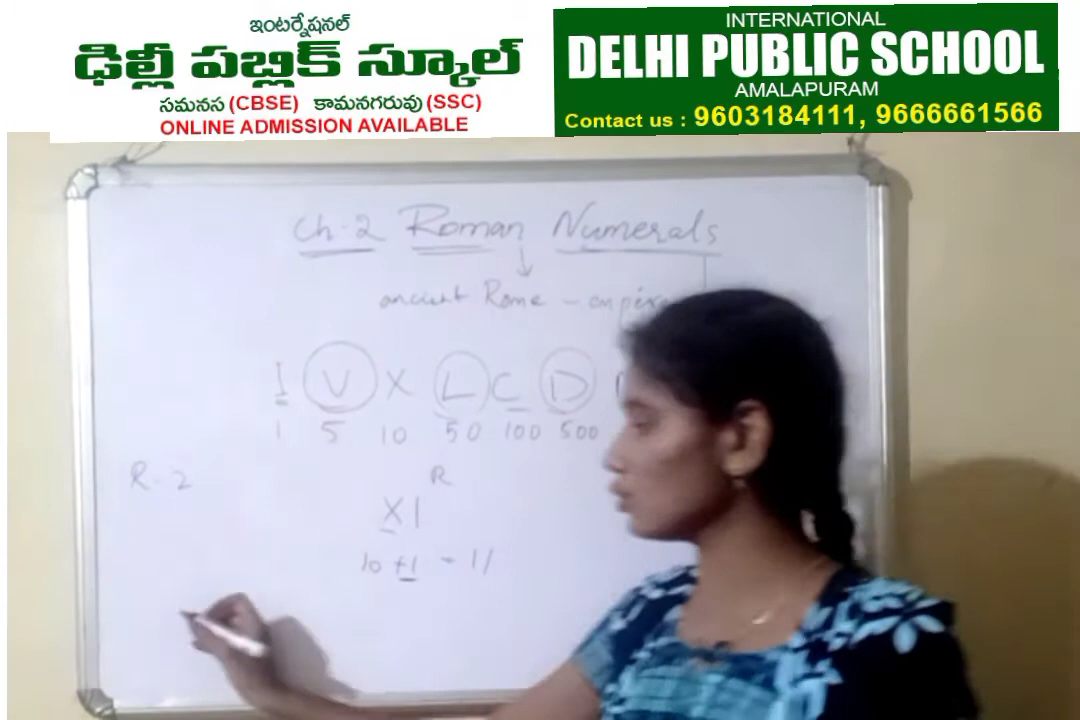 ఇంటర్నేషనల్
ఢిల్లీ పబ్లిక్ స్కూల్
సమనస (CBSE) కామనగరువు (SSC)
ONLINE ADMISSION AVAILABLE
INTERNATIONAL
DELHI PUBLIC SCHOOL
AMALAPURAM
Contact us : 9603184111, 9666661566
Ch-2 Roman Numerals
ancient Rome -
I V X L C D
1 5 10 50 100 500
R-2 R
XI
10 +1 - 11